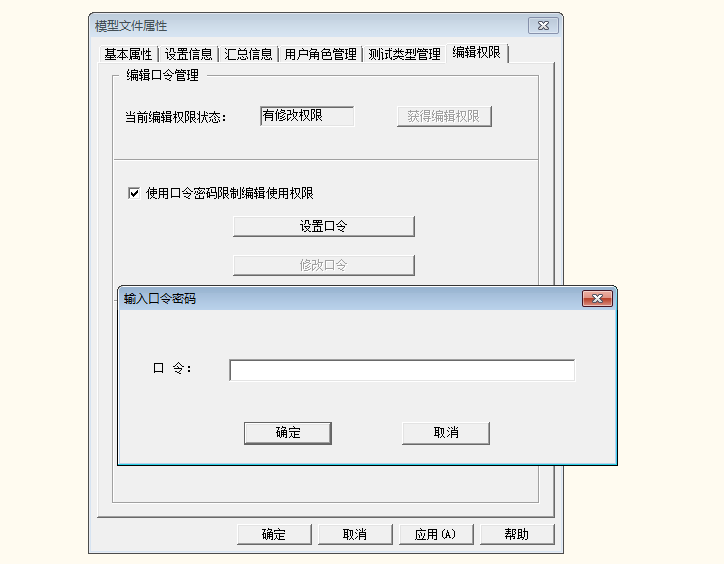 模型文件属性
基本属性 设置信息 汇总信息 用户角色管理 测试类型管理 编辑权限
编辑口令管理
当前编辑权限状态： 有修改权限 获得编辑权限
使用口令密码限制编辑使用权限
设置口令
修改口令
输入口令密码
口 令：
确定 取消
确定 取消 应用(A) 帮助